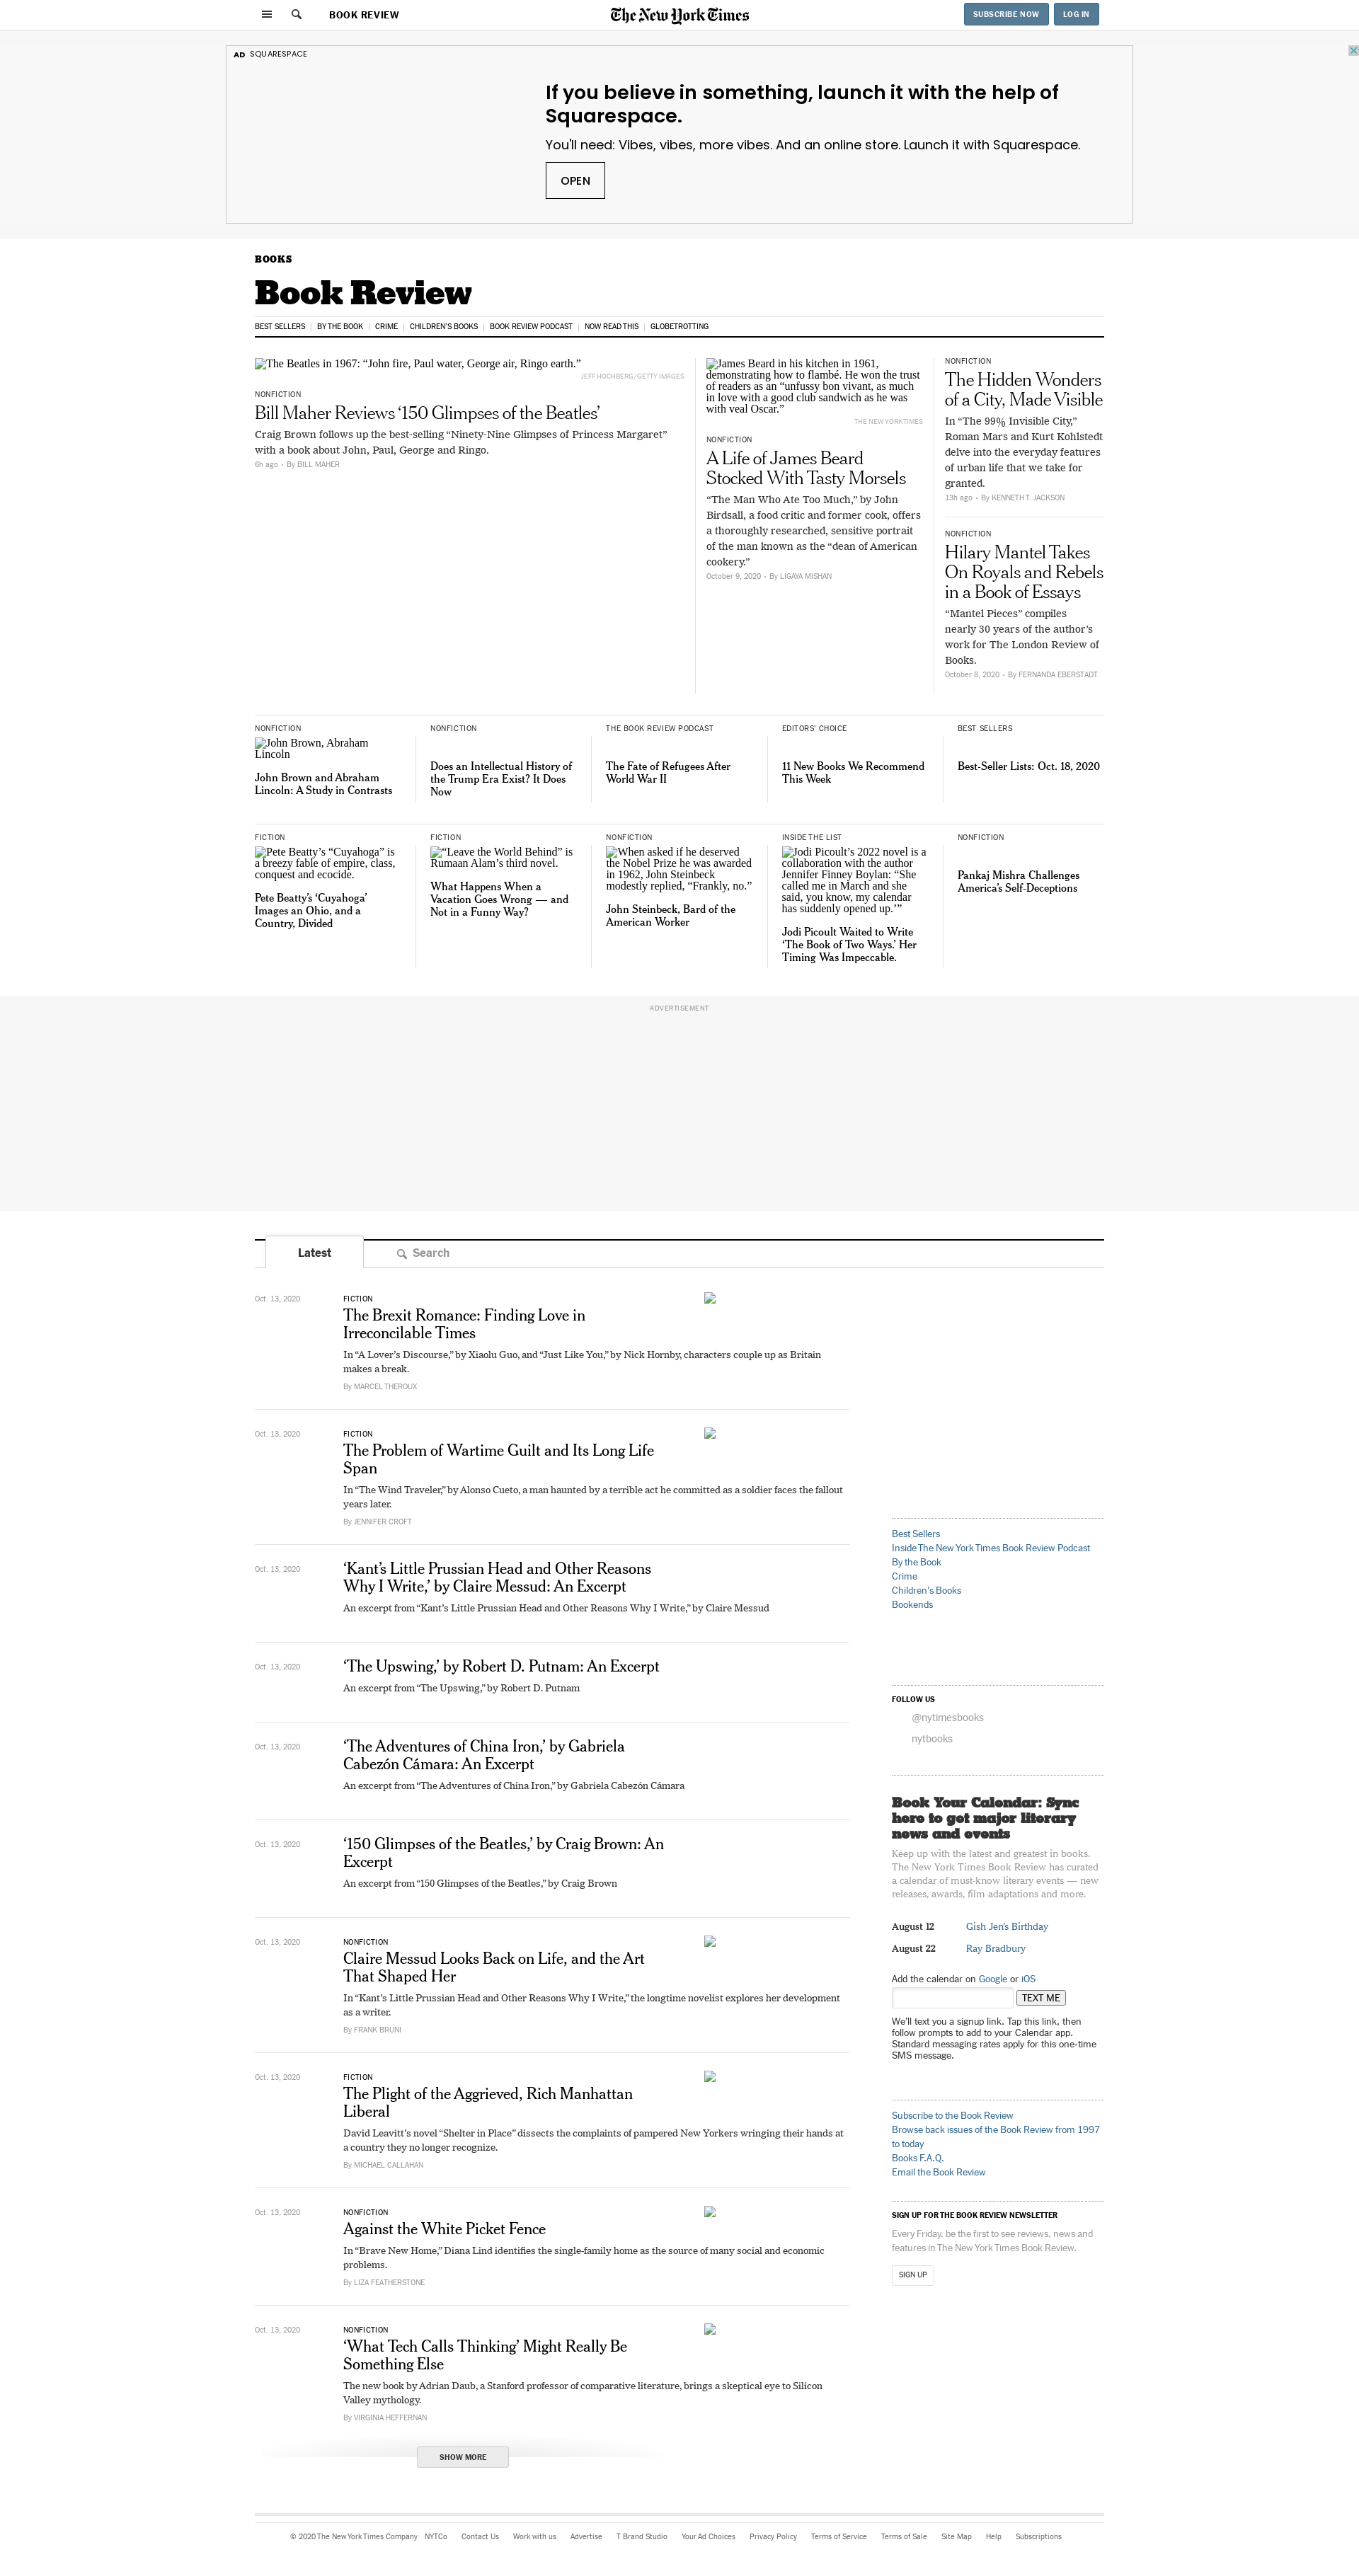 BOOK REVIEW
The New York Times
SUBSCRIBE NOW
LOG IN
AD SQUARESPACE
If you believe in something, launch it with the help of
Squarespace.
You'll need: Vibes, vibes, more vibes. And an online store. Launch it with Squarespace.
OPEN
BOOKS
Book Review
BEST SELLERS
BY THE BOOK
CRIME
CHILDREN'S BOOKS
BOOK REVIEW PODCAST
NOW READ THIS
GLOBETROTTING
The Beatles in 1967: “John fire, Paul water, George air, Ringo earth.”
JEFF HOCHBERG/GETTY IMAGES
NONFICTION
Bill Maher Reviews ‘150 Glimpses of the Beatles’
Craig Brown follows up the best-selling “Ninety-Nine Glimpses of Princess Margaret”
with a book about John, Paul, George and Ringo.
6h ago • By BILL MAHER
James Beard in his kitchen in 1961,
demonstrating how to flambé. He won the trust
of readers as an “unfussy bon vivant, as much
in love with a good club sandwich as he was
with veal Oscar.”
THE NEW YORK TIMES
NONFICTION
A Life of James Beard
Stocked With Tasty Morsels
“The Man Who Ate Too Much,” by John
Birdsall, a food critic and former cook, offers
a thoroughly researched, sensitive portrait
of the man known as the “dean of American
cookery.”
October 9, 2020 • By LIGAYA MISHAN
NONFICTION
The Hidden Wonders
of a City, Made Visible
In “The 99% Invisible City,”
Roman Mars and Kurt Kohlstedt
delve into the everyday features
of urban life that we take for
granted.
13h ago • By KENNETH T. JACKSON
NONFICTION
Hilary Mantel Takes
On Royals and Rebels
in a Book of Essays
“Mantel Pieces” compiles
nearly 30 years of the author’s
work for The London Review of
Books.
October 8, 2020 • By FERNANDA EBERSTADT
NONFICTION
John Brown, Abraham
Lincoln
John Brown and Abraham
Lincoln: A Study in Contrasts
NONFICTION
Does an Intellectual History of
the Trump Era Exist? It Does
Now
THE BOOK REVIEW PODCAST
The Fate of Refugees After
World War II
EDITORS’ CHOICE
11 New Books We Recommend
This Week
BEST SELLERS
Best-Seller Lists: Oct. 18, 2020
FICTION
Pete Beatty’s “Cuyahoga” is
a breezy fable of empire, class,
conquest and ecocide.
Pete Beatty’s ‘Cuyahoga’
Images an Ohio, and a
Country, Divided
FICTION
“Leave the World Behind” is
Rumaan Alam’s third novel.
What Happens When a
Vacation Goes Wrong — and
Not in a Funny Way?
NONFICTION
When asked if he deserved
the Nobel Prize he was awarded
in 1962, John Steinbeck
modestly replied, “Frankly, no.”
John Steinbeck, Bard of the
American Worker
INSIDE THE LIST
Jodi Picoult’s 2022 novel is a
collaboration with the author
Jennifer Finney Boylan: “She
called me in March and she
said, you know, my calendar
has suddenly opened up.’”
Jodi Picoult Waited to Write
‘The Book of Two Ways.’ Her
Timing Was Impeccable.
NONFICTION
Pankaj Mishra Challenges
America’s Self-Deceptions
ADVERTISEMENT
Latest
Search
Oct. 13, 2020
FICTION
The Brexit Romance: Finding Love in
Irreconcilable Times
In “A Lover’s Discourse,” by Xiaolu Guo, and “Just Like You,” by Nick Hornby, characters couple up as Britain
makes a break.
By MARCEL THEROUX
Oct. 13, 2020
FICTION
The Problem of Wartime Guilt and Its Long Life
Span
In “The Wind Traveler,” by Alonso Cueto, a man haunted by a terrible act he committed as a soldier faces the fallout
years later.
By JENNIFER CROFT
Oct. 13, 2020
‘Kant’s Little Prussian Head and Other Reasons
Why I Write,’ by Claire Messud: An Excerpt
An excerpt from “Kant’s Little Prussian Head and Other Reasons Why I Write,” by Claire Messud
Oct. 13, 2020
‘The Upswing,’ by Robert D. Putnam: An Excerpt
An excerpt from “The Upswing,” by Robert D. Putnam
Oct. 13, 2020
‘The Adventures of China Iron,’ by Gabriela
Cabezón Cámara: An Excerpt
An excerpt from “The Adventures of China Iron,” by Gabriela Cabezón Cámara
Oct. 13, 2020
‘150 Glimpses of the Beatles,’ by Craig Brown: An
Excerpt
An excerpt from “150 Glimpses of the Beatles,” by Craig Brown
Oct. 13, 2020
NONFICTION
Claire Messud Looks Back on Life, and the Art
That Shaped Her
In “Kant’s Little Prussian Head and Other Reasons Why I Write,” the longtime novelist explores her development
as a writer.
By FRANK BRUNI
Oct. 13, 2020
FICTION
The Plight of the Aggrieved, Rich Manhattan
Liberal
David Leavitt’s novel “Shelter in Place” dissects the complaints of pampered New Yorkers wringing their hands at
a country they no longer recognize.
By MICHAEL CALLAHAN
Oct. 13, 2020
NONFICTION
Against the White Picket Fence
In “Brave New Home,” Diana Lind identifies the single-family home as the source of many social and economic
problems.
By LIZA FEATHERSTONE
Oct. 13, 2020
NONFICTION
‘What Tech Calls Thinking’ Might Really Be
Something Else
The new book by Adrian Daub, a Stanford professor of comparative literature, brings a skeptical eye to Silicon
Valley mythology.
By VIRGINIA HEFFERNAN
SHOW MORE
Best Sellers
Inside The New York Times Book Review Podcast
By the Book
Crime
Children’s Books
Bookends
FOLLOW US
@nytimesbooks
nytbooks
Book Your Calendar: Sync
here to get major literary
news and events
Keep up with the latest and greatest in books.
The New York Times Book Review has curated
a calendar of must-know literary events — new
releases, awards, film adaptations and more.
August 12 Gish Jen’s Birthday
August 22 Ray Bradbury
Add the calendar on Google or iOS
TEXT ME
We’ll text you a signup link. Tap this link, then
follow prompts to add to your Calendar app.
Standard messaging rates apply for this one-time
SMS message.
Subscribe to the Book Review
Browse back issues of the Book Review from 1997
to today
Books F.A.Q.
Email the Book Review
SIGN UP FOR THE BOOK REVIEW NEWSLETTER
Every Friday, be the first to see reviews, news and
features in The New York Times Book Review.
SIGN UP
© 2020 The New York Times Company
NYTCo
Contact Us
Work with us
Advertise
T Brand Studio
Your Ad Choices
Privacy Policy
Terms of Service
Terms of Sale
Site Map
Help
Subscriptions